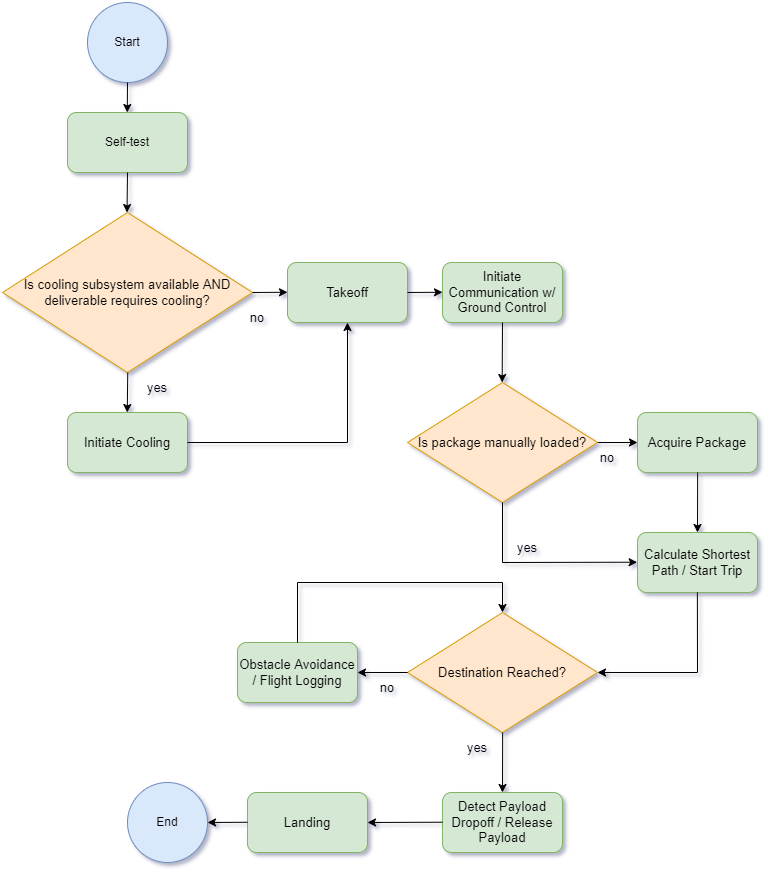 Start
Self-test
Is cooling subsystem available AND
deliverable requires cooling?
no
yes
Initiate Cooling
Takeoff
Initiate
Communication w/
Ground Control
Is package manually loaded?
no
yes
Acquire Package
Calculate Shortest
Path / Start Trip
Destination Reached?
no
yes
Obstacle Avoidance
/ Flight Logging
Detect Payload
Dropoff / Release
Payload
Landing
End